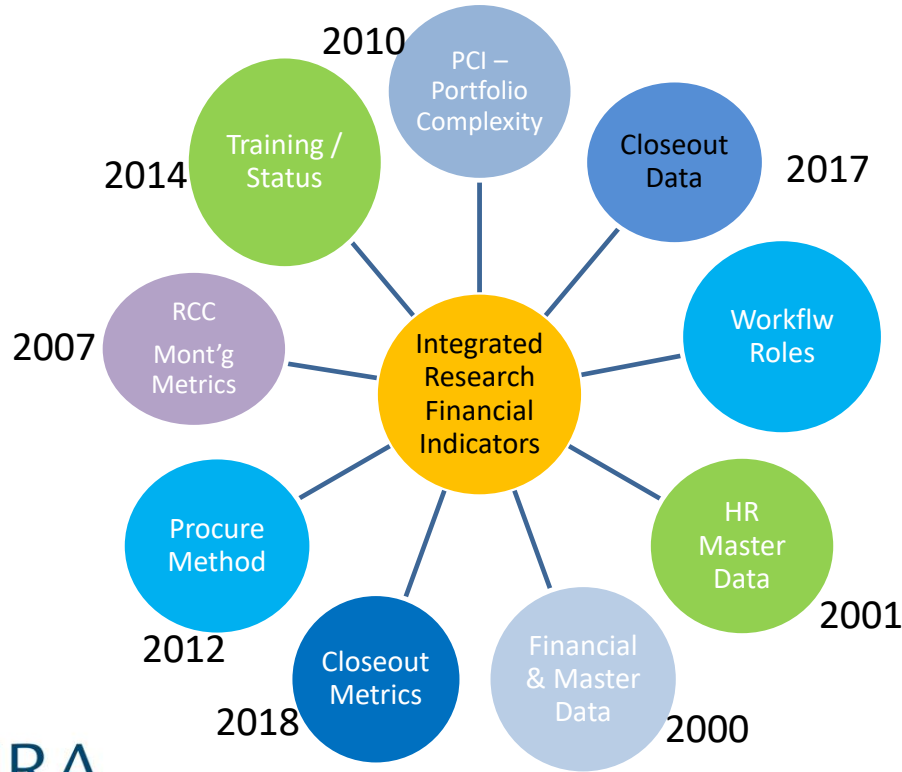 2010
PCI –
Portfolio
Complexity
Closeout
Data
2017
Workflw
Roles
HR
Master
Data
2001
Financial
& Master
Data
2000
Closeout
Metrics
2018
Procure
Method
2012
RCC
Mont'g
Metrics
2007
Training /
Status
2014
Integrated
Research
Financial
Indicators